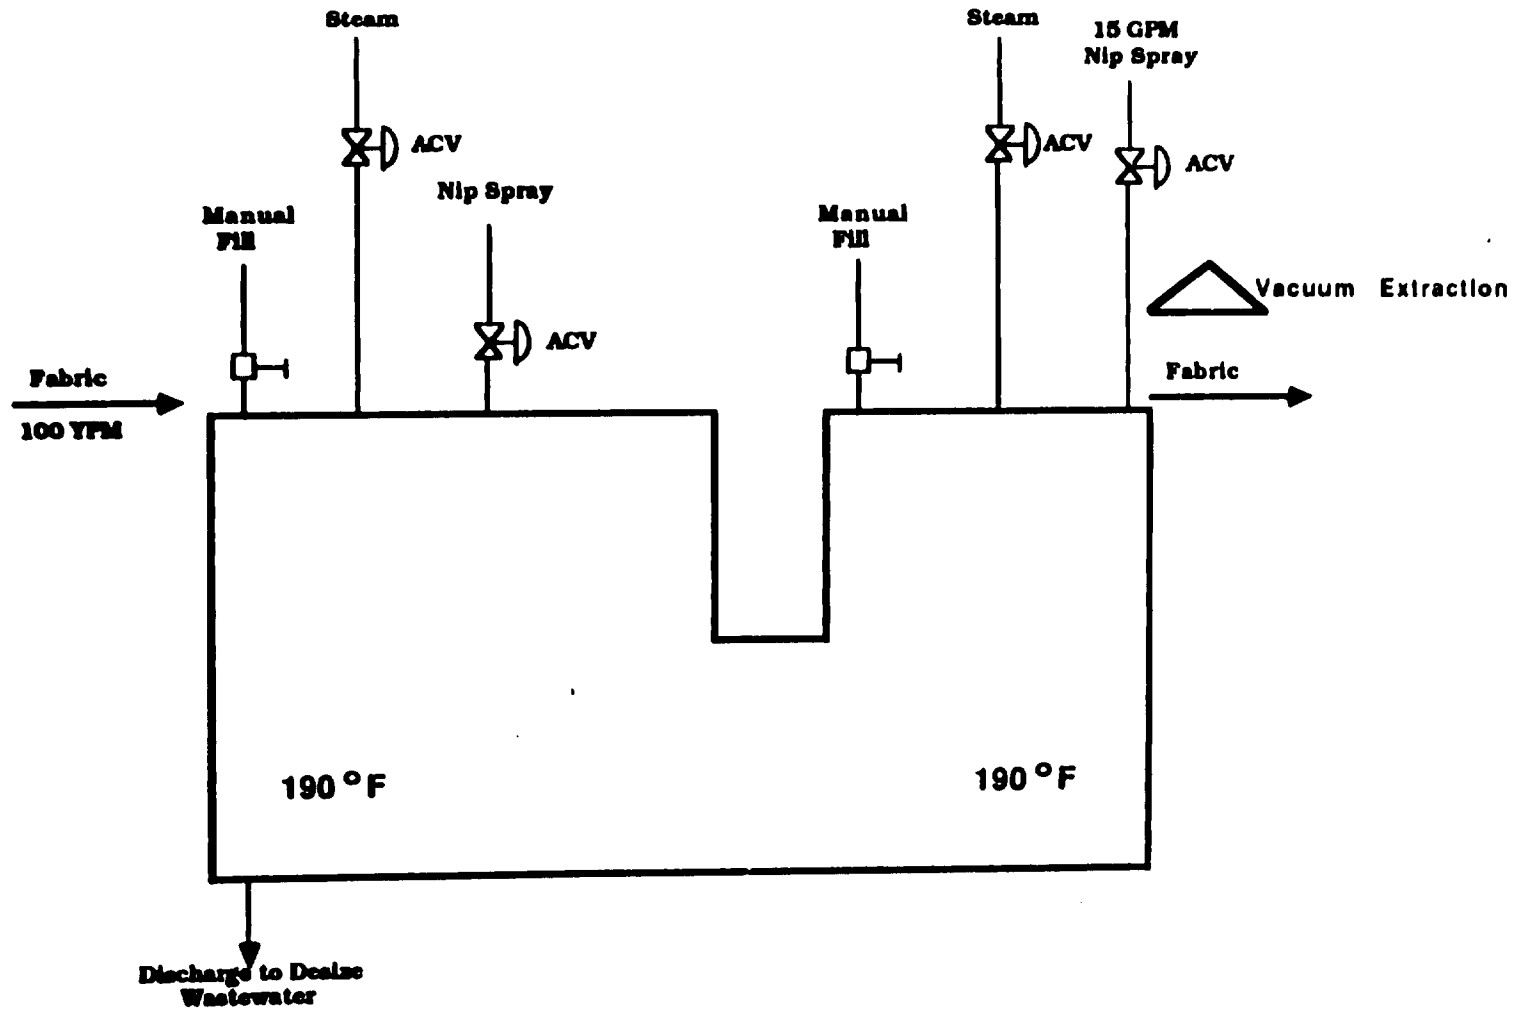 Steam
Steam
15 GPM
Nip Spray
ACV
ACV
ACV
Nip Spray
Manual
Fill
Manual
Fill
Vacuum Extraction
ACV
Fabric
100 YPM
Fabric
190 °F
190 °F
Discharge to Desize
Wastewater